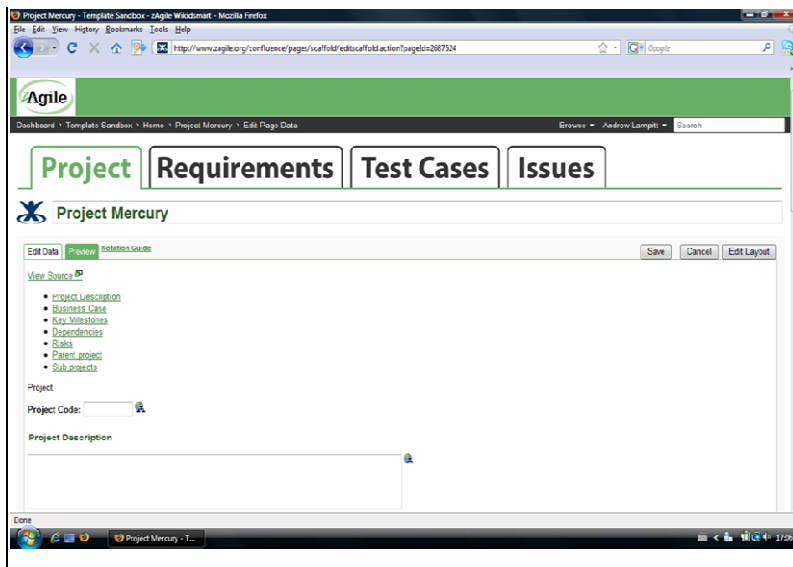 Project Mercury - Template Sandbox - zAgile Wikidsmart - Mozilla Firefox
File Edit View History Bookmarks Tools Help
http://www.zagile.org/confluence/pages/scaffold/editscaffold.action?pageId=2687524
Google
zAgile
Dashboard > Template Sandbox > Home > Project Mercury > Edit Page Data
Browse Andrew Lampitt Search
Project Requirements Test Cases Issues
Project Mercury
Edit Data Preview Notation Guide Save Cancel Edit Layout
View Source
Project Description
Business Case
Key Milestones
Dependencies
Risks
Parent project
Sub projects
Project
Project Code:
Project Description
Done
Project Mercury - T... 17:06